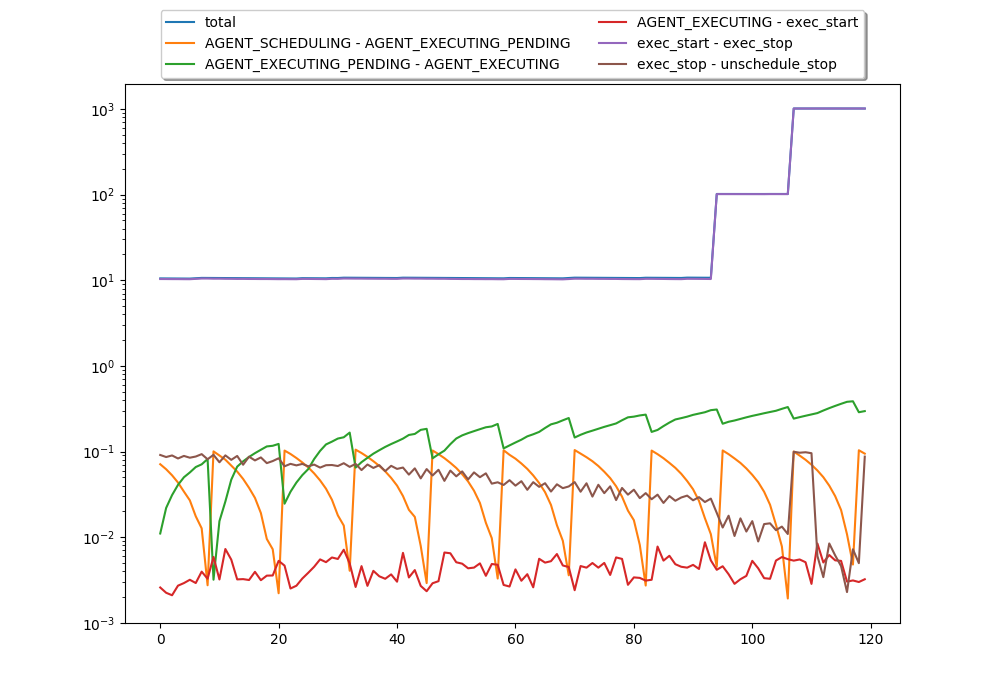 total
AGENT_SCHEDULING - AGENT_EXECUTING_PENDING
AGENT_EXECUTING_PENDING - AGENT_EXECUTING
AGENT_EXECUTING - exec_start
exec_start - exec_stop
exec_stop - unschedule_stop
10³
10²
10¹
10⁰
10⁻¹
10⁻²
10⁻³
0 20 40 60 80 100 120